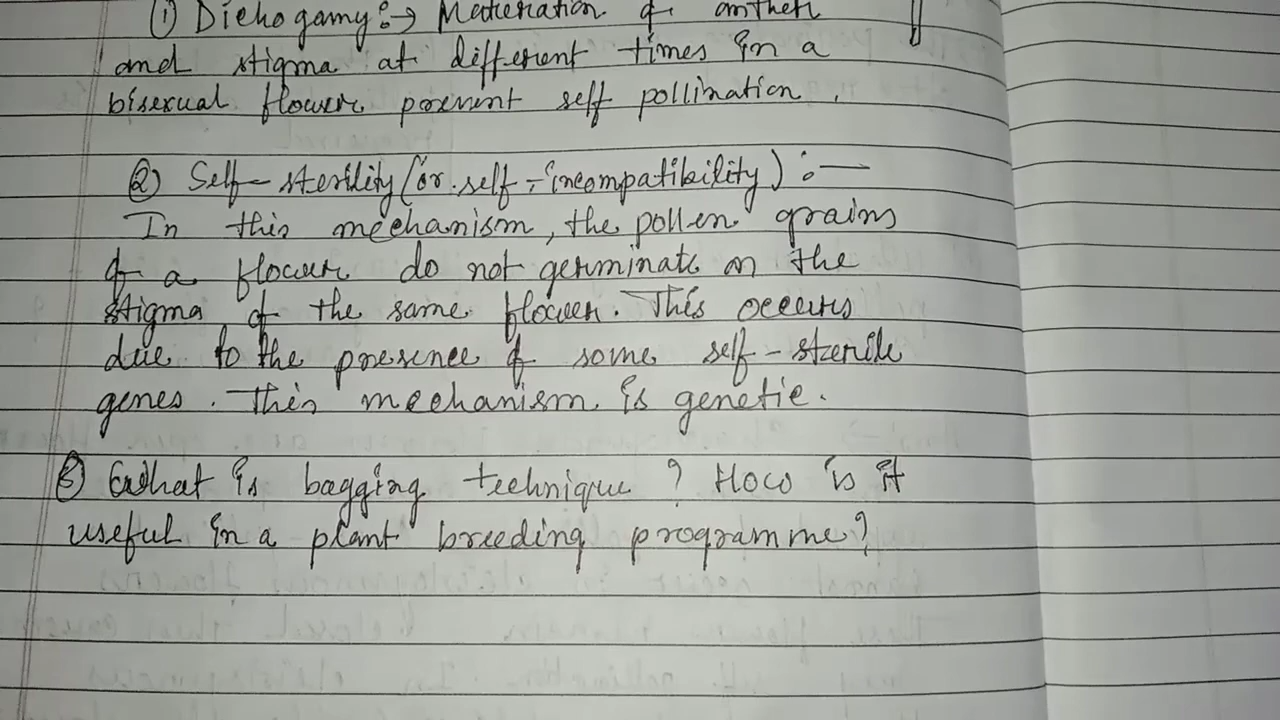 ① Dichogamy :→ Maturation of anther
and stigma at different times in a
bisexual flower prevent self pollination.
② Self-sterility (or self-incompatibility) :—
In this mechanism, the pollen grains
of a flower do not germinate on the
stigma of the same flower. This occurs
due to the presence of some self-sterile
genes. This mechanism is genetic.
③ What is bagging technique? How is it
useful in a plant breeding programme?